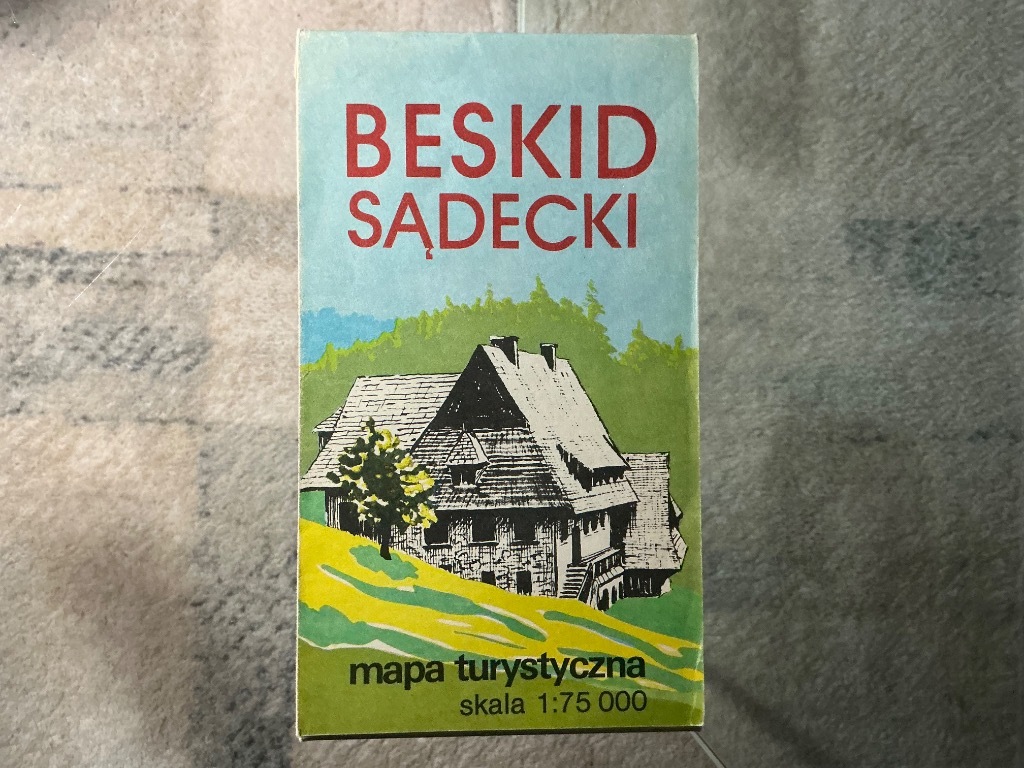 BESKID
SĄDECKI
mapa turystyczna
skala 1:75 000